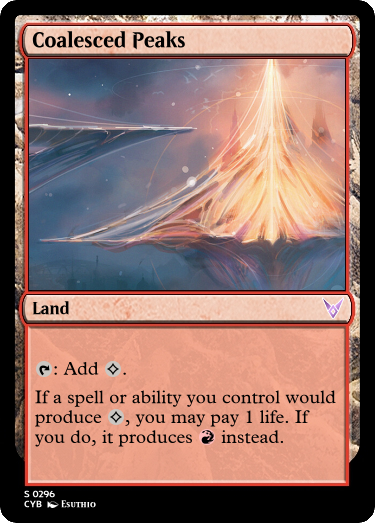 Coalesced Peaks
Land
: Add .
If a spell or ability you control would
produce , you may pay 1 life. If
you do, it produces instead.
S 0296
CYB Esuthio